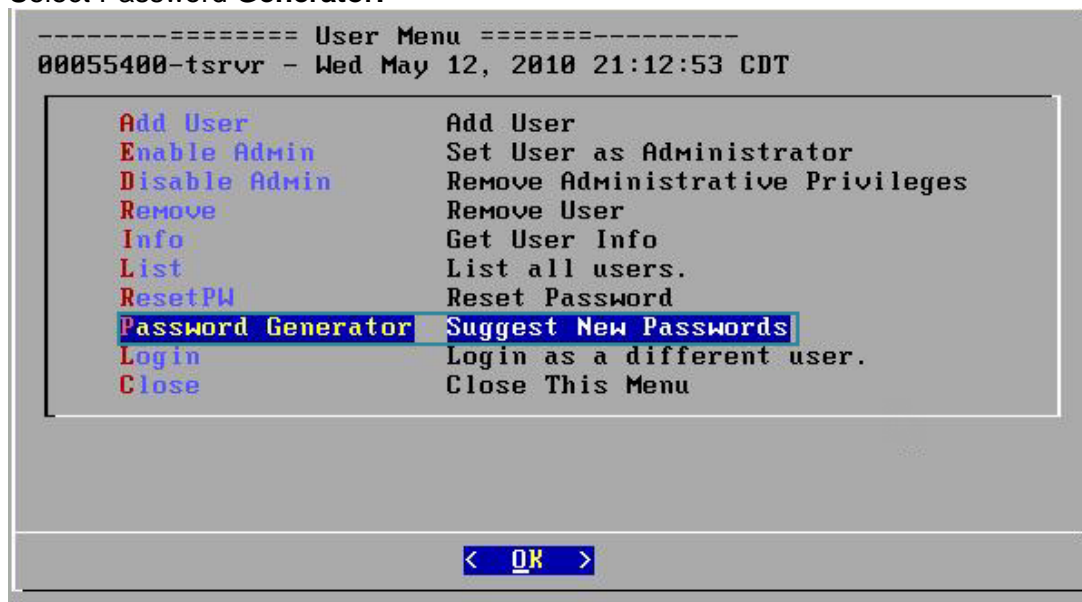 Select Password Generator.
--------======== User Menu =======---------
00055400-tsrvr - Wed May 12, 2010 21:12:53 CDT
Add User Add User
Enable Admin Set User as Administrator
Disable Admin Remove Administrative Privileges
Remove Remove User
Info Get User Info
List List all users.
ResetPW Reset Password
Password Generator Suggest New Passwords
Login Login as a different user.
Close Close This Menu
< OK >